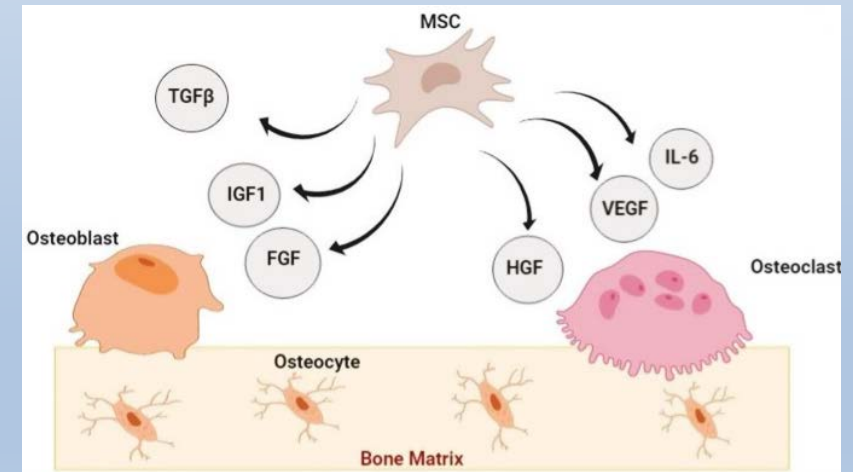 MSC
TGFβ
IL-6
IGF1
VEGF
Osteoblast
FGF
HGF
Osteoclast
Osteocyte
Bone Matrix